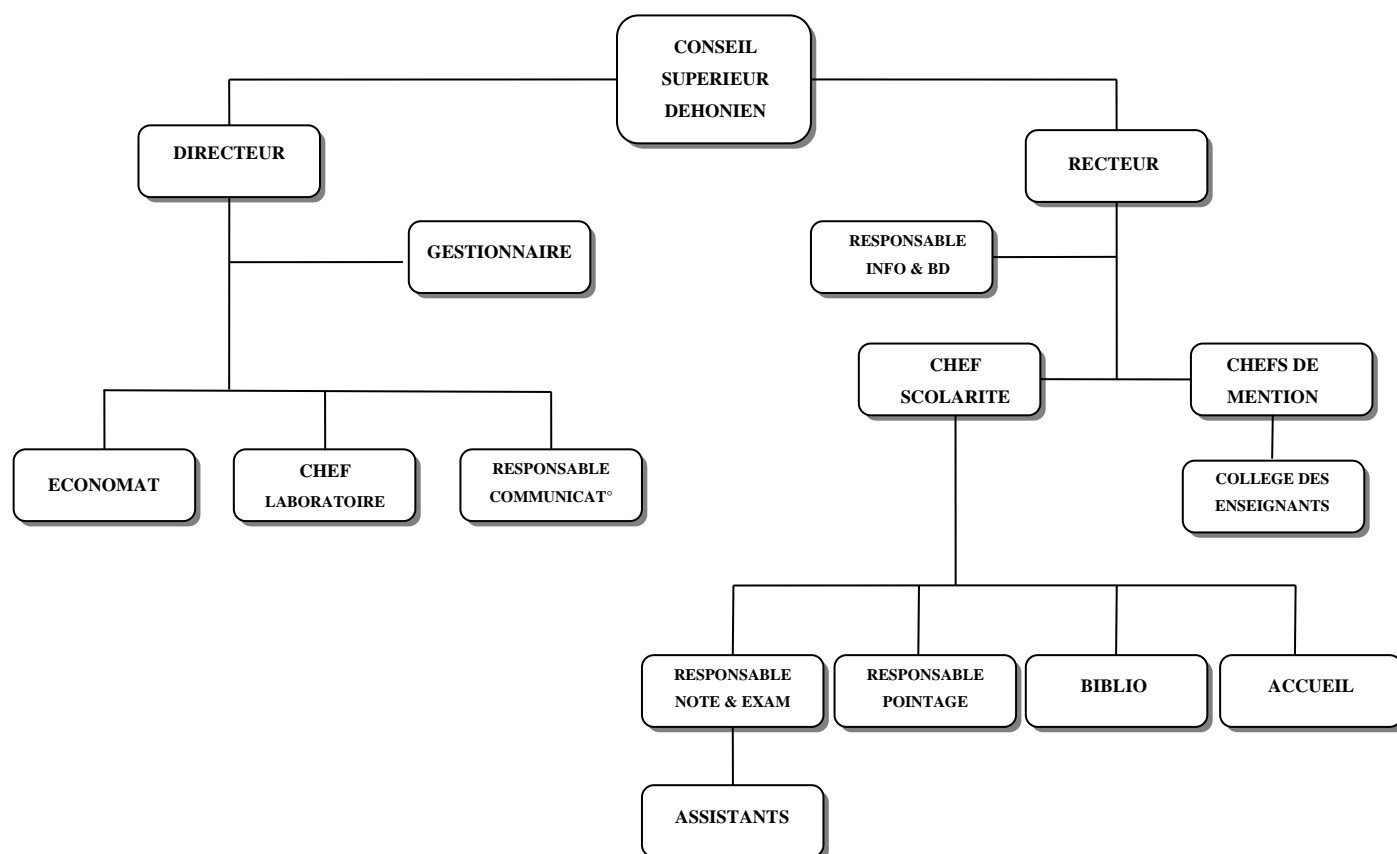 CONSEIL
SUPERIEUR
DEHONIEN
DIRECTEUR
RECTEUR
GESTIONNAIRE
RESPONSABLE
INFO & BD
CHEF
SCOLARITE
CHEFS DE
MENTION
ECONOMAT
CHEF
LABORATOIRE
RESPONSABLE
COMMUNICAT°
COLLEGE DES
ENSEIGNANTS
RESPONSABLE
NOTE & EXAM
RESPONSABLE
POINTAGE
BIBLIO
ACCUEIL
ASSISTANTS